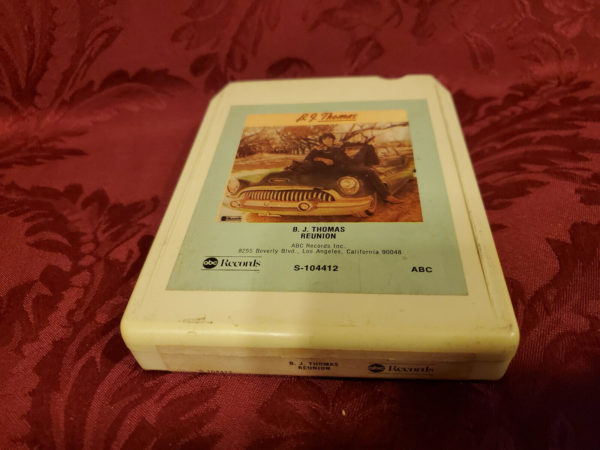 B. J. Thomas
B. J. THOMAS
REUNION
ABC Records Inc.
8255 Beverly Blvd., Los Angeles, California 90048
abc Records
S-104412
ABC
B. J. THOMAS
REUNION
abc Records
S-104412